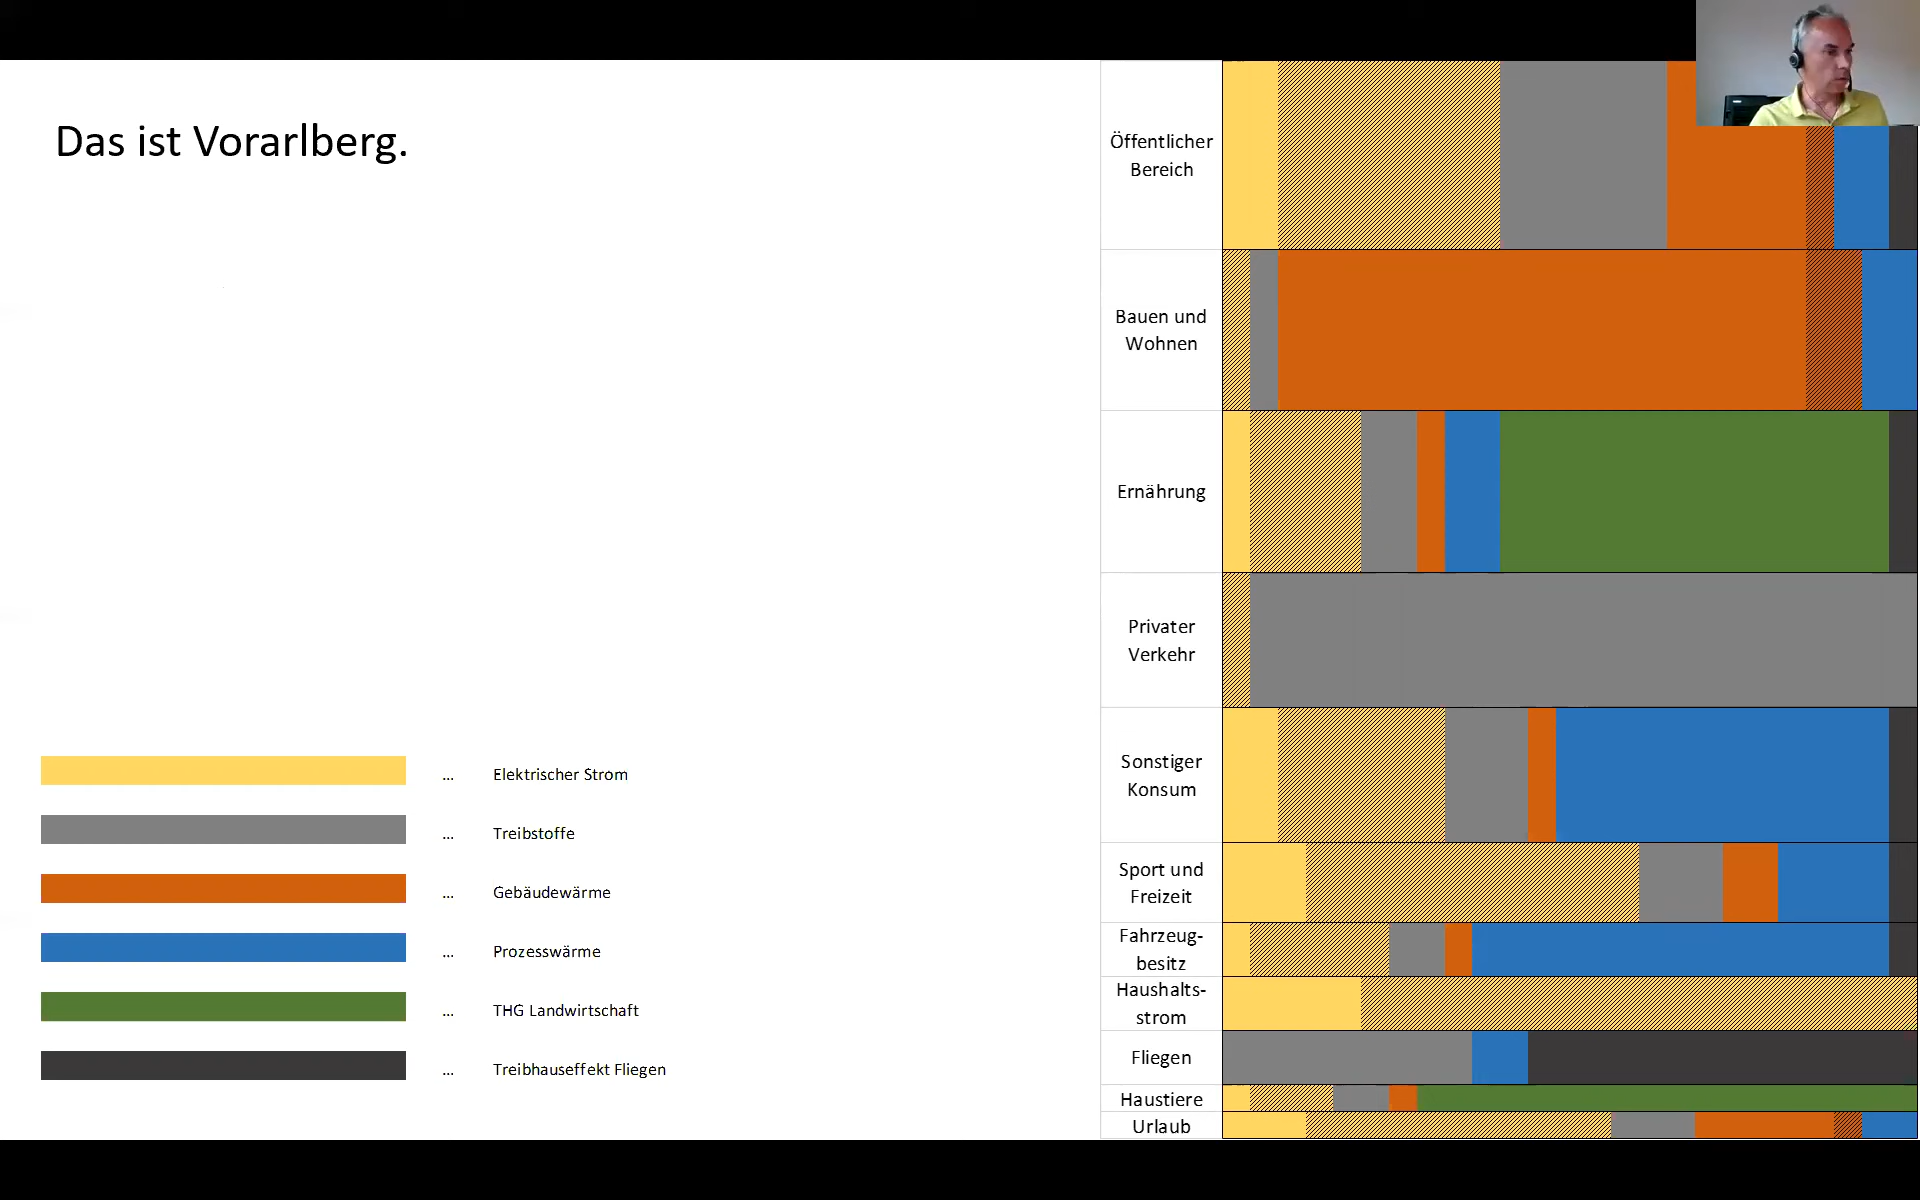 Das ist Vorarlberg.
... Elektrischer Strom
... Treibstoffe
... Gebäudewärme
... Prozesswärme
... THG Landwirtschaft
... Treibhauseffekt Fliegen
Öffentlicher
Bereich
Bauen und
Wohnen
Ernährung
Privater
Verkehr
Sonstiger
Konsum
Sport und
Freizeit
Fahrzeug-
besitz
Haushalts-
strom
Fliegen
Haustiere
Urlaub